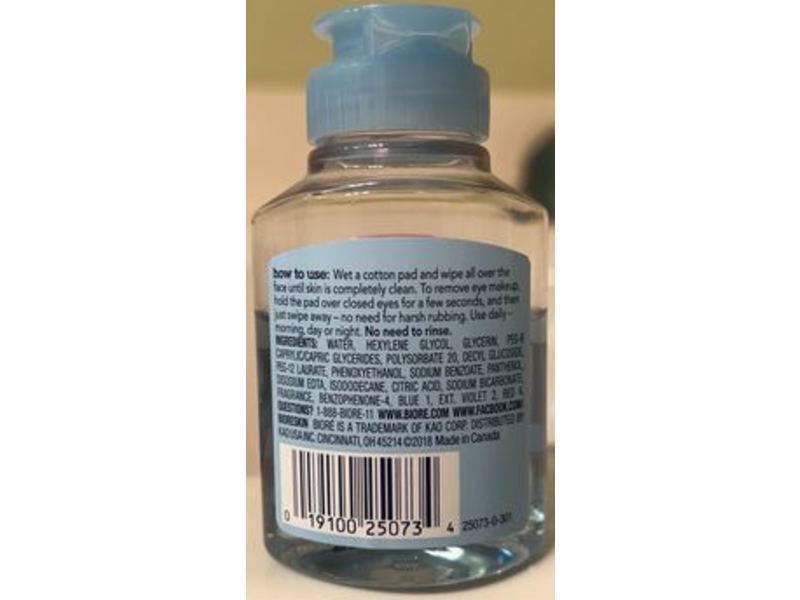 how to use: Wet a cotton pad and wipe all over the
face until skin is completely clean. To remove eye makeup,
hold the pad over closed eyes for a few seconds, and then
just swipe away – no need for harsh rubbing. Use daily –
morning, day or night. No need to rinse.
INGREDIENTS: WATER, HEXYLENE GLYCOL, GLYCERIN, PEG-6
CAPRYLIC/CAPRIC GLYCERIDES, POLYSORBATE 20, DECYL GLUCOSIDE,
PEG-12 LAURATE, PHENOXYETHANOL, SODIUM BENZOATE, PANTHENOL,
DISODIUM EDTA, ISODODECANE, CITRIC ACID, SODIUM BICARBONATE,
FRAGRANCE, BENZOPHENONE-4, BLUE 1, EXT. VIOLET 2, RED 4.
QUESTIONS? 1-888-BIORE-11 WWW.BIORE.COM WWW.FACBOOK.COM/
BIORESKIN BIORÉ IS A TRADEMARK OF KAO CORP. DISTRIBUTED BY
KAO USA INC. CINCINNATI, OH 45214 ©2018 Made in Canada
0 19100 25073 4 25073-0-301